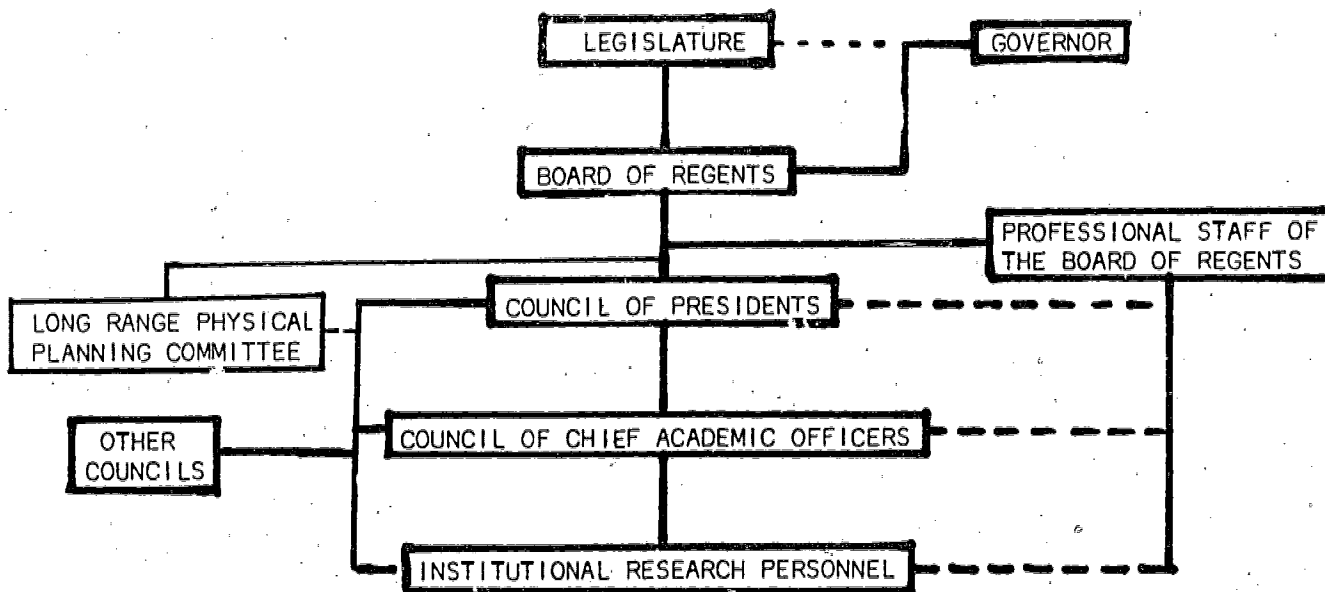 LEGISLATURE
GOVERNOR
BOARD OF REGENTS
PROFESSIONAL STAFF OF
THE BOARD OF REGENTS
COUNCIL OF PRESIDENTS
LONG RANGE PHYSICAL
PLANNING COMMITTEE
COUNCIL OF CHIEF ACADEMIC OFFICERS
OTHER
COUNCILS
INSTITUTIONAL RESEARCH PERSONNEL